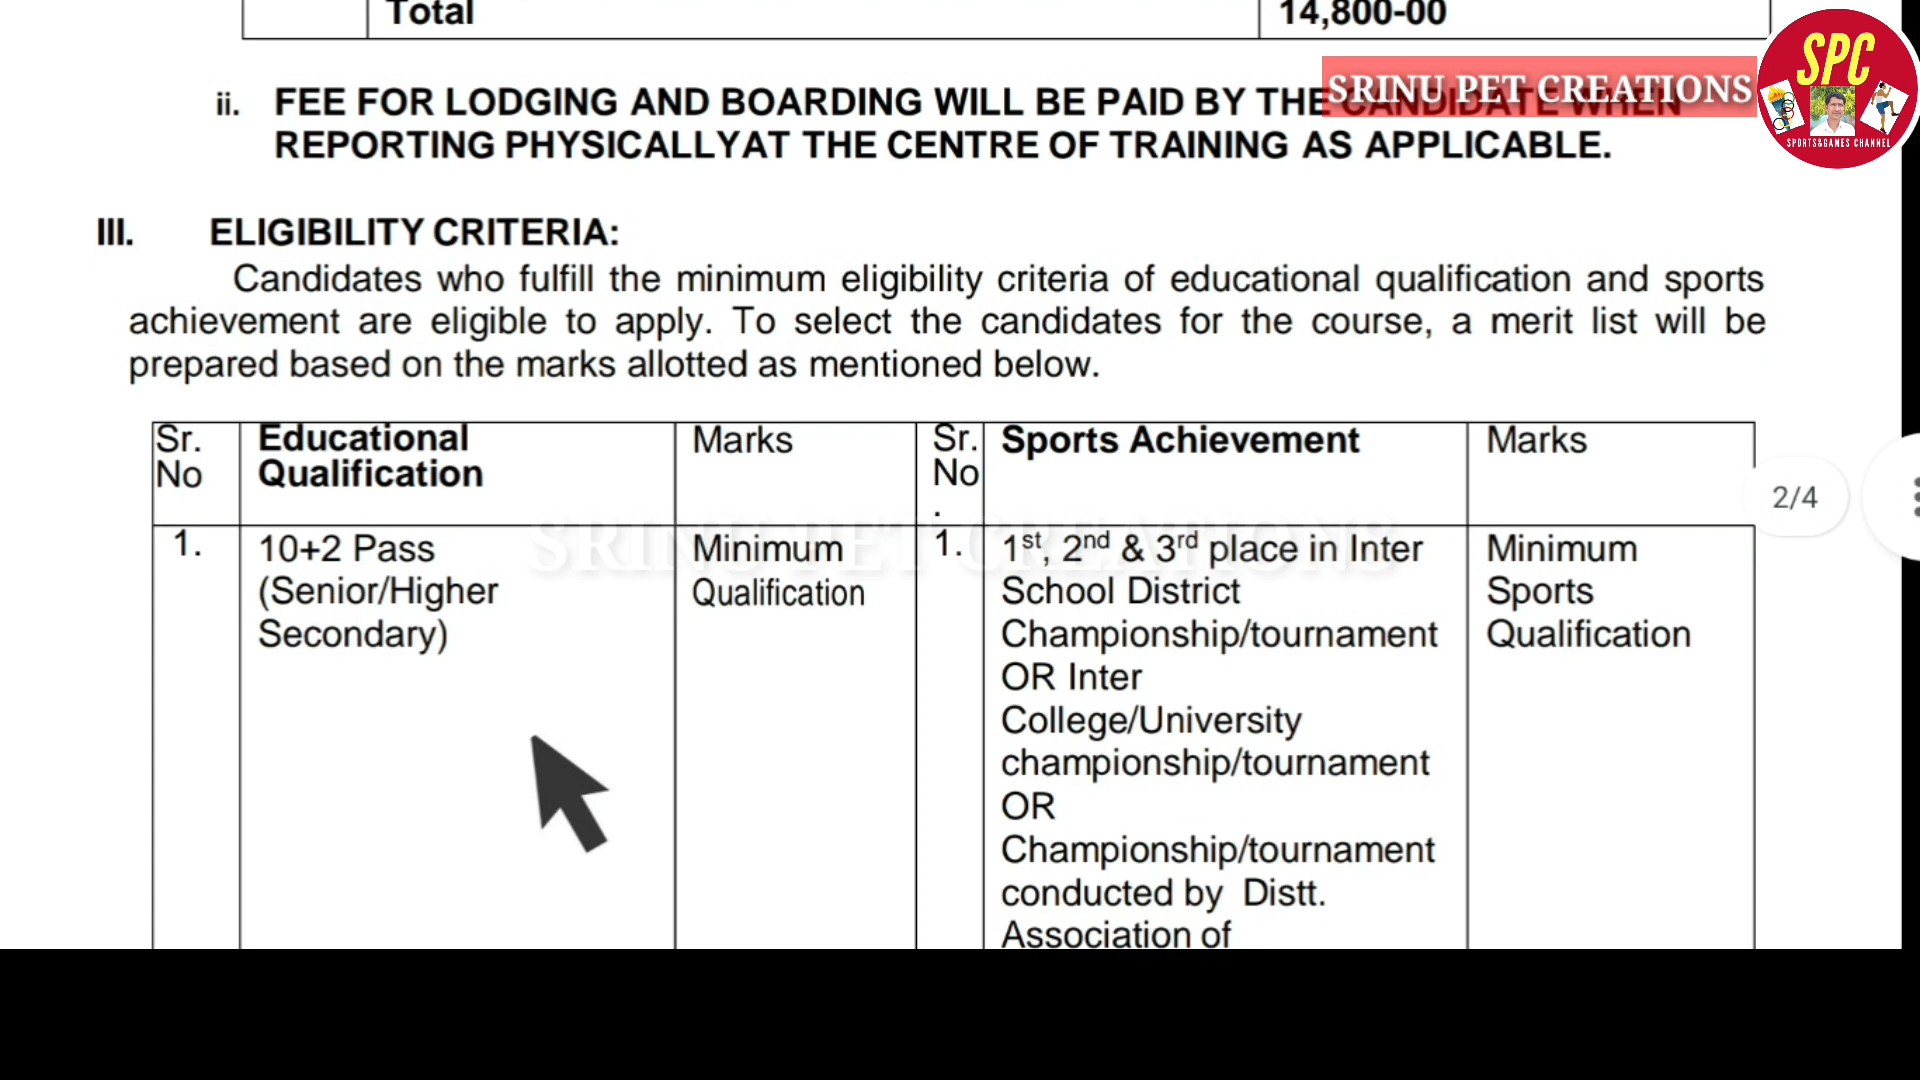 Total 14,800-00
SRINU PET CREATIONS
SPC
SPORTS&GAMES CHANNEL
ii. FEE FOR LODGING AND BOARDING WILL BE PAID BY THE CANDIDATE WHEN
REPORTING PHYSICALLYAT THE CENTRE OF TRAINING AS APPLICABLE.
III. ELIGIBILITY CRITERIA:
Candidates who fulfill the minimum eligibility criteria of educational qualification and sports
achievement are eligible to apply. To select the candidates for the course, a merit list will be
prepared based on the marks allotted as mentioned below.
Sr. No
Educational Qualification
Marks
Sr. No .
Sports Achievement
Marks
2/4
1.
10+2 Pass
(Senior/Higher
Secondary)
Minimum
Qualification
1.
1st, 2nd & 3rd place in Inter
School District
Championship/tournament
OR Inter
College/University
championship/tournament
OR
Championship/tournament
conducted by Distt.
Association of
Minimum
Sports
Qualification
SRINU PET CREATIONS